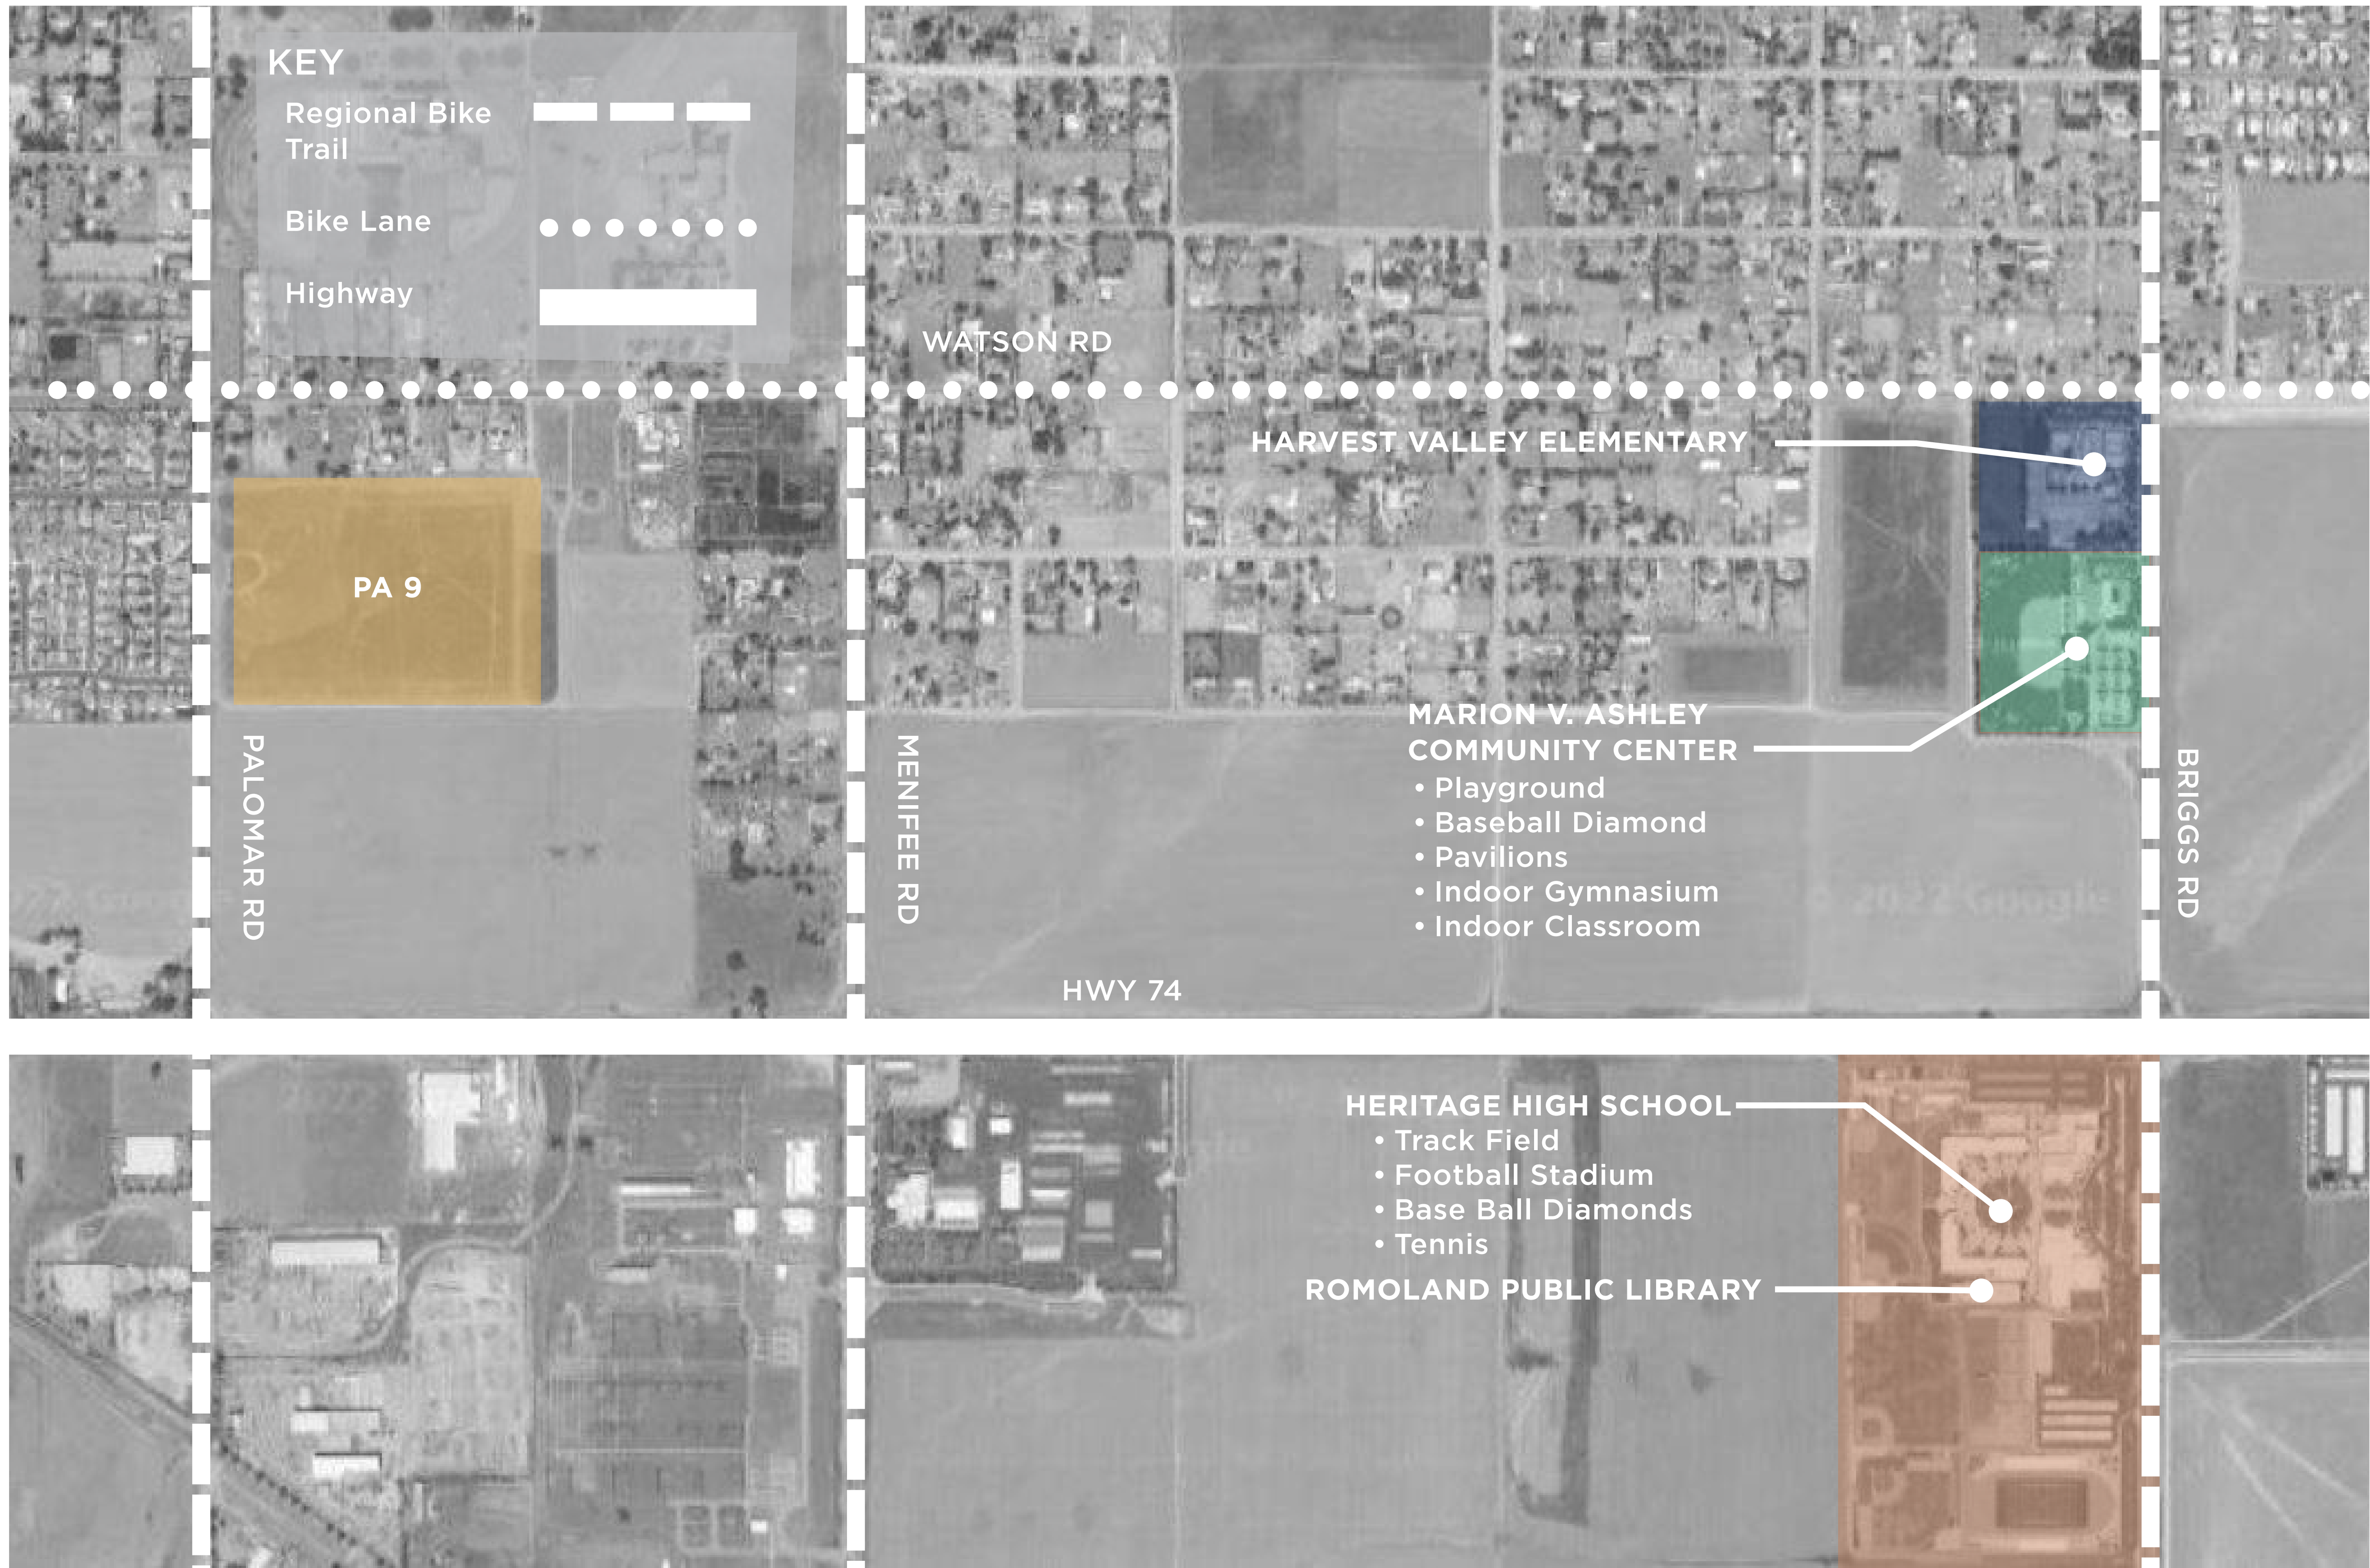 KEY
Regional Bike
Trail
Bike Lane
Highway
WATSON RD
HARVEST VALLEY ELEMENTARY
PA 9
MARION V. ASHLEY
COMMUNITY CENTER
• Playground
• Baseball Diamond
• Pavilions
• Indoor Gymnasium
• Indoor Classroom
PALOMAR RD
MENIFEE RD
BRIGGS RD
2022 Google
HWY 74
HERITAGE HIGH SCHOOL
• Track Field
• Football Stadium
• Base Ball Diamonds
• Tennis
ROMOLAND PUBLIC LIBRARY